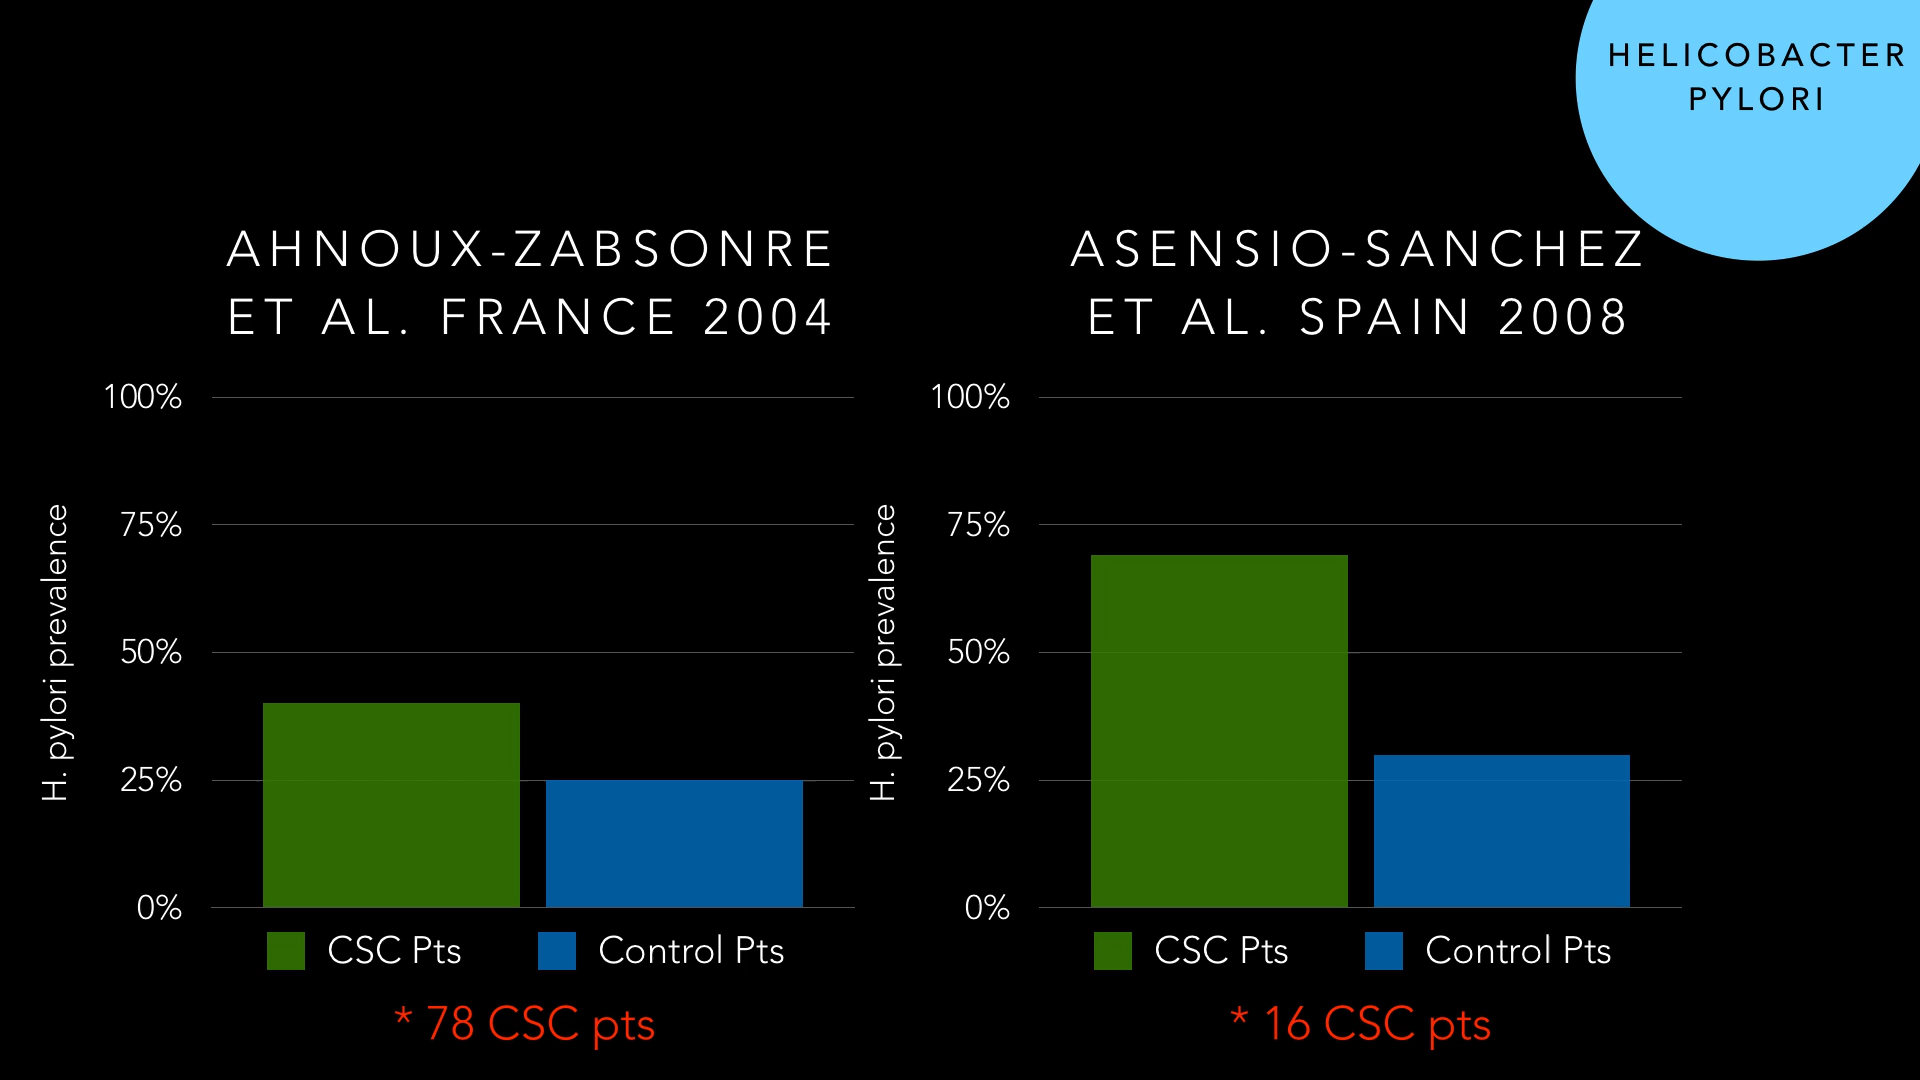 HELICOBACTER
PYLORI
AHNOUX-ZABSONRE
ET AL. FRANCE 2004
100%
75%
50%
25%
0%
H. pylori prevalence
CSC Pts
Control Pts
* 78 CSC pts
ASENSIO-SANCHEZ
ET AL. SPAIN 2008
100%
75%
50%
25%
0%
H. pylori prevalence
CSC Pts
Control Pts
* 16 CSC pts